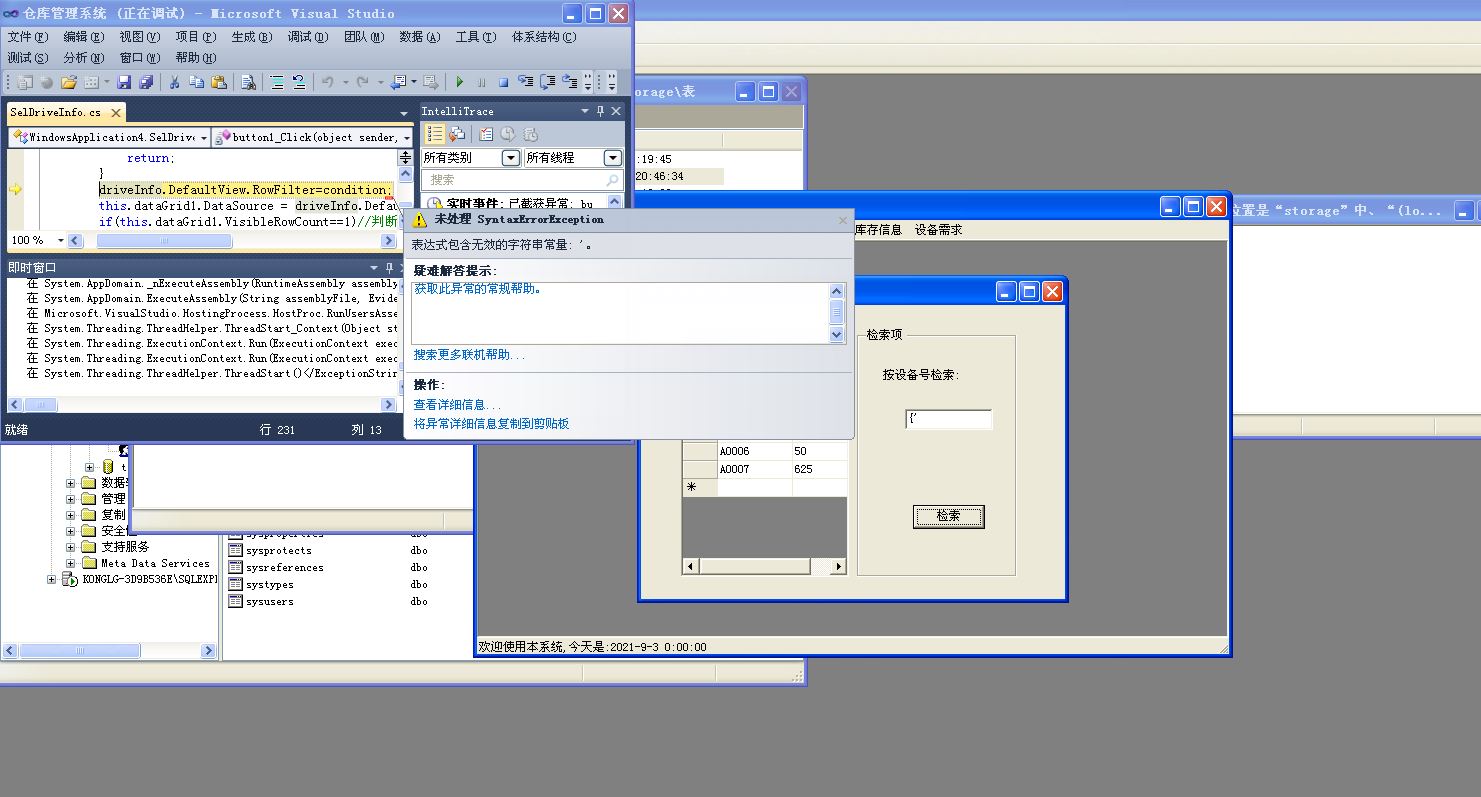 仓库管理系统 (正在调试) - Microsoft Visual Studio
文件(F) 编辑(E) 视图(V) 项目(P) 生成(B) 调试(D) 团队(M) 数据(A) 工具(T) 体系结构(C)
测试(S) 分析(N) 窗口(W) 帮助(H)
SelDriveInfo.cs
WindowsApplication4.SelDrive
button1_Click(object sender,
return;
}
driveInfo.DefaultView.RowFilter=condition;
this.dataGrid1.DataSource = driveInfo.Defau
if(this.dataGrid1.VisibleRowCount==1)//判断
100 %
IntelliTrace
所有类别
所有线程
搜索
实时事件: 已截获异常: bu
未处理 SyntaxErrorException
表达式包含无效的字符串常量: '。
疑难解答提示:
获取此异常的常规帮助。
搜索更多联机帮助...
操作:
查看详细信息...
将异常详细信息复制到剪贴板
即时窗口
在 System.AppDomain._nExecuteAssembly(RuntimeAssembly assembly
在 System.AppDomain.ExecuteAssembly(String assemblyFile, Evide
在 Microsoft.VisualStudio.HostingProcess.HostProc.RunUsersAsse
在 System.Threading.ThreadHelper.ThreadStart_Context(Object st
在 System.Threading.ExecutionContext.Run(ExecutionContext exec
在 System.Threading.ExecutionContext.Run(ExecutionContext exec
在 System.Threading.ThreadHelper.ThreadStart()</ExceptionStrin
就绪
行 231
列 13
orage\表
:19:45
20:46:34
位置是“storage”中、“(lo...
库存信息 设备需求
检索项
按设备号检索:
{'
检索
A0006 50
A0007 625
*
欢迎使用本系统,今天是:2021-9-3 0:00:00
t
数据
管理
复制
安全
支持服务
Meta Data Services
KONGLG-3D9B536E\SQLEXP
sysproperties dbo
sysprotects dbo
sysreferences dbo
systypes dbo
sysusers dbo